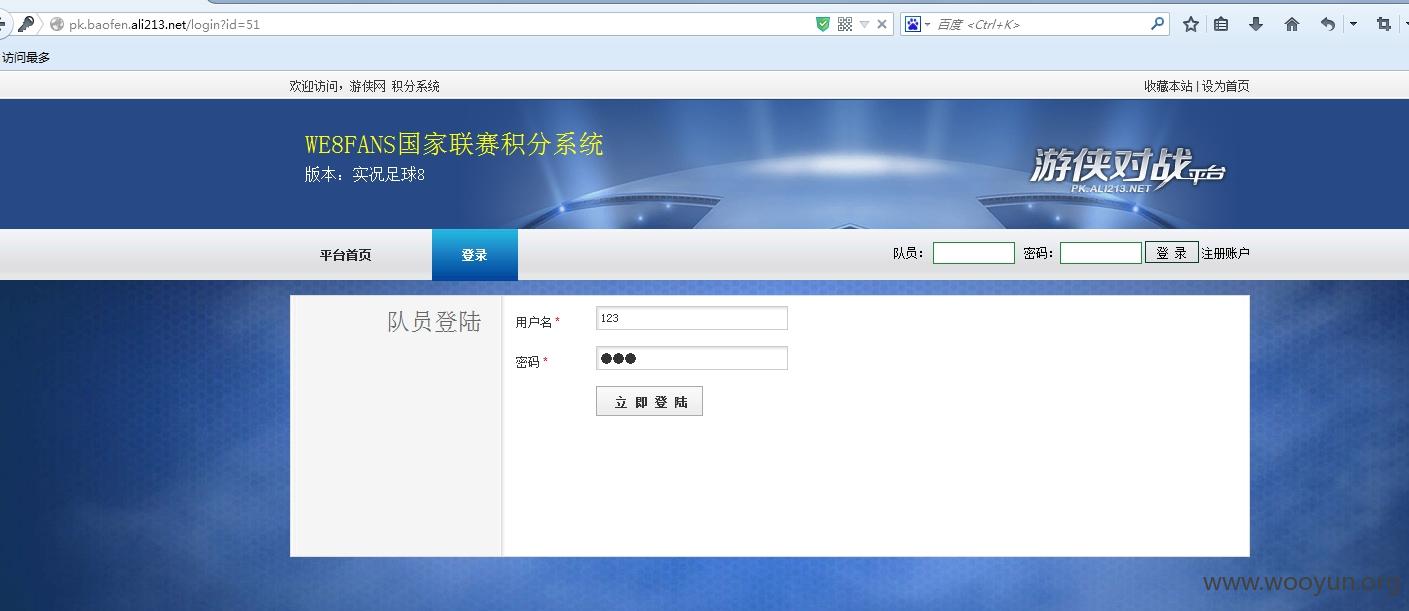 pk.baofen.ali213.net/login?id=51
百度 <Ctrl+K>
访问最多
欢迎访问，游侠网 积分系统
收藏本站 | 设为首页
WE8FANS国家联赛积分系统
版本：实况足球8
游侠对战平台
PK.ALI213.NET
平台首页
登录
队员：
密码：
登 录
注册账户
队员登陆
用户名 *
123
密码 *
立 即 登 陆
www.wooyun.org